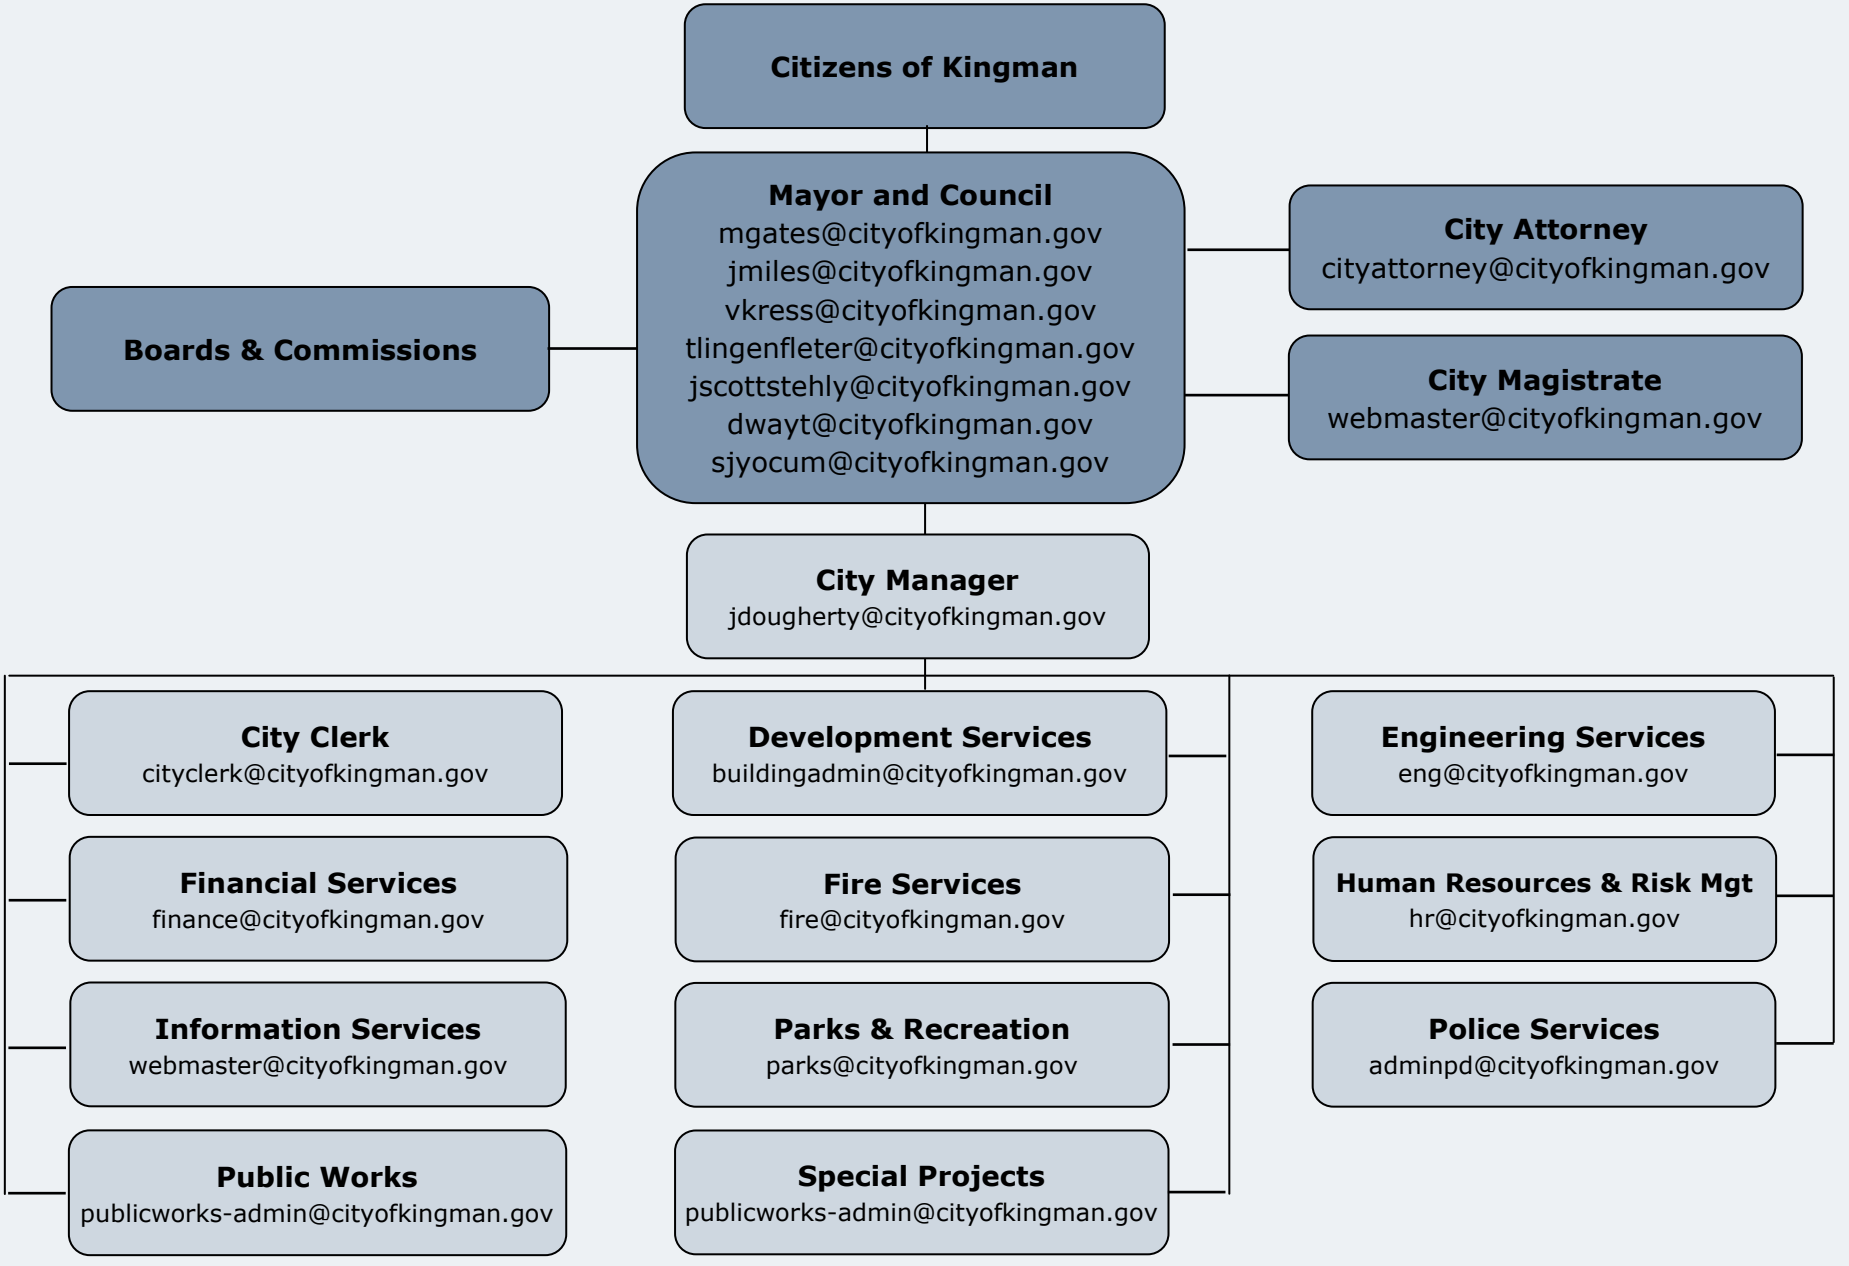 Citizens of Kingman
Mayor and Council
mgates@cityofkingman.gov
jmiles@cityofkingman.gov
vkress@cityofkingman.gov
tlingenfleter@cityofkingman.gov
jscottstehly@cityofkingman.gov
dwayt@cityofkingman.gov
sjyocum@cityofkingman.gov
City Attorney
cityattorney@cityofkingman.gov
Boards & Commissions
City Magistrate
webmaster@cityofkingman.gov
City Manager
jdougherty@cityofkingman.gov
City Clerk
cityclerk@cityofkingman.gov
Development Services
buildingadmin@cityofkingman.gov
Engineering Services
eng@cityofkingman.gov
Financial Services
finance@cityofkingman.gov
Fire Services
fire@cityofkingman.gov
Human Resources & Risk Mgt
hr@cityofkingman.gov
Information Services
webmaster@cityofkingman.gov
Parks & Recreation
parks@cityofkingman.gov
Police Services
adminpd@cityofkingman.gov
Public Works
publicworks-admin@cityofkingman.gov
Special Projects
publicworks-admin@cityofkingman.gov